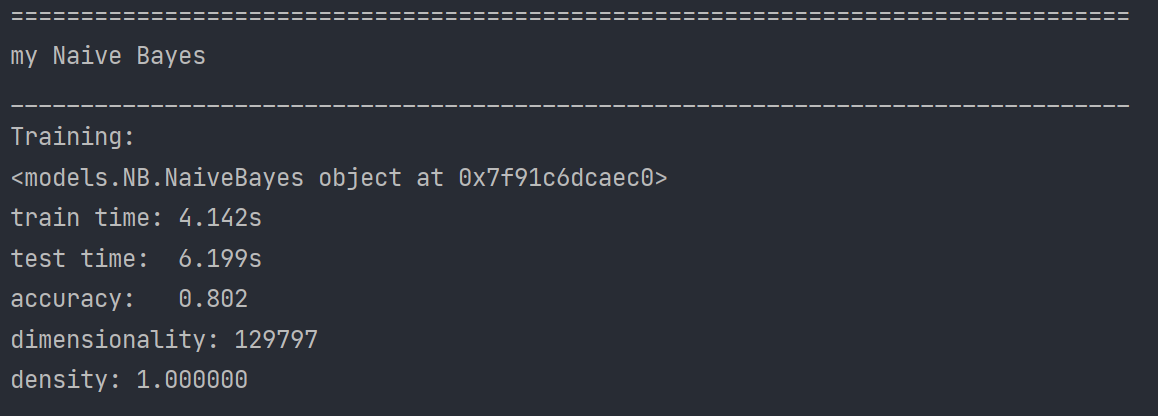 ================================================================================
my Naive Bayes
________________________________________________________________________________
Training:
<models.NB.NaiveBayes object at 0x7f91c6dcaec0>
train time: 4.142s
test time:  6.199s
accuracy:   0.802
dimensionality: 129797
density: 1.000000